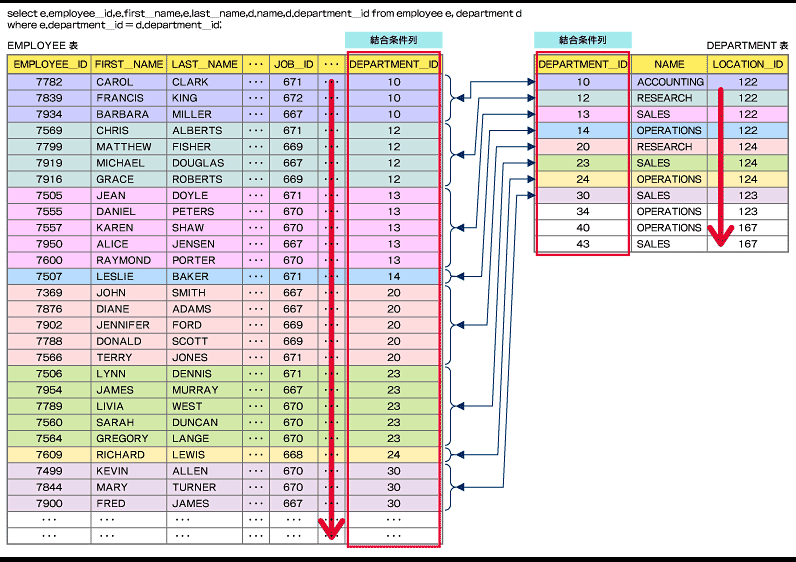 select e.employee_id,e.first_name,e.last_name,d.name,d.department_id from employee e, department d
where e.department_id = d.department_id;
結合条件列
結合条件列
EMPLOYEE 表
DEPARTMENT 表
EMPLOYEE_ID FIRST_NAME LAST_NAME ··· JOB_ID ··· DEPARTMENT_ID
7782 CAROL CLARK ··· 671 ··· 10
7839 FRANCIS KING ··· 672 ··· 10
7934 BARBARA MILLER ··· 667 ··· 10
7569 CHRIS ALBERTS ··· 671 ··· 12
7799 MATTHEW FISHER ··· 669 ··· 12
7919 MICHAEL DOUGLAS ··· 667 ··· 12
7916 GRACE ROBERTS ··· 669 ··· 12
7505 JEAN DOYLE ··· 671 ··· 13
7555 DANIEL PETERS ··· 670 ··· 13
7557 KAREN SHAW ··· 670 ··· 13
7950 ALICE JENSEN ··· 667 ··· 13
7600 RAYMOND PORTER ··· 670 ··· 13
7507 LESLIE BAKER ··· 671 ··· 14
7369 JOHN SMITH ··· 667 ··· 20
7876 DIANE ADAMS ··· 667 ··· 20
7902 JENNIFER FORD ··· 669 ··· 20
7788 DONALD SCOTT ··· 669 ··· 20
7566 TERRY JONES ··· 671 ··· 20
7506 LYNN DENNIS ··· 671 ··· 23
7954 JAMES MURRAY ··· 667 ··· 23
7789 LIVIA WEST ··· 670 ··· 23
7560 SARAH DUNCAN ··· 670 ··· 23
7564 GREGORY LANGE ··· 670 ··· 23
7609 RICHARD LEWIS ··· 668 ··· 24
7499 KEVIN ALLEN ··· 670 ··· 30
7844 MARY TURNER ··· 670 ··· 30
7900 FRED JAMES ··· 667 ··· 30
··· ··· ··· ··· ··· ··· ···
··· ··· ··· ··· ··· ··· ···
DEPARTMENT_ID NAME LOCATION_ID
10 ACCOUNTING 122
12 RESEARCH 122
13 SALES 122
14 OPERATIONS 122
20 RESEARCH 124
23 SALES 124
24 OPERATIONS 124
30 SALES 123
34 OPERATIONS 123
40 OPERATIONS 167
43 SALES 167